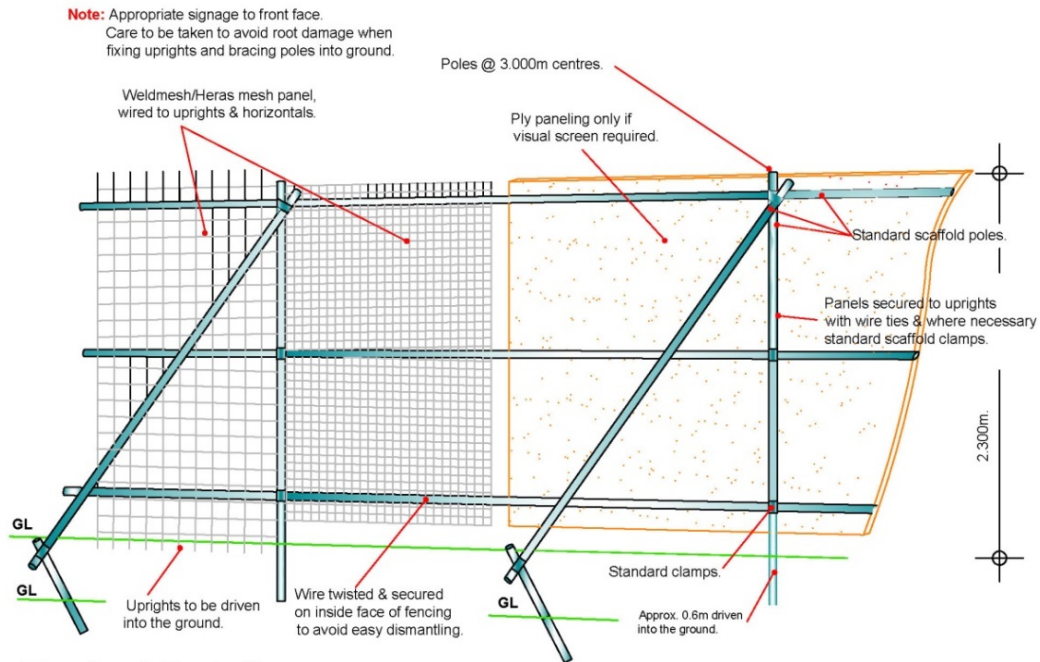 Note: Appropriate signage to front face.
Care to be taken to avoid root damage when
fixing uprights and bracing poles into ground.
Poles @ 3.000m centres.
Weldmesh/Heras mesh panel,
wired to uprights & horizontals.
Ply paneling only if
visual screen required.
Standard scaffold poles.
Panels secured to uprights
with wire ties & where necessary
standard scaffold clamps.
2.300m.
GL
GL
GL
Standard clamps.
Uprights to be driven
into the ground.
Wire twisted & secured
on inside face of fencing
to avoid easy dismantling.
Approx. 0.6m driven
into the ground.